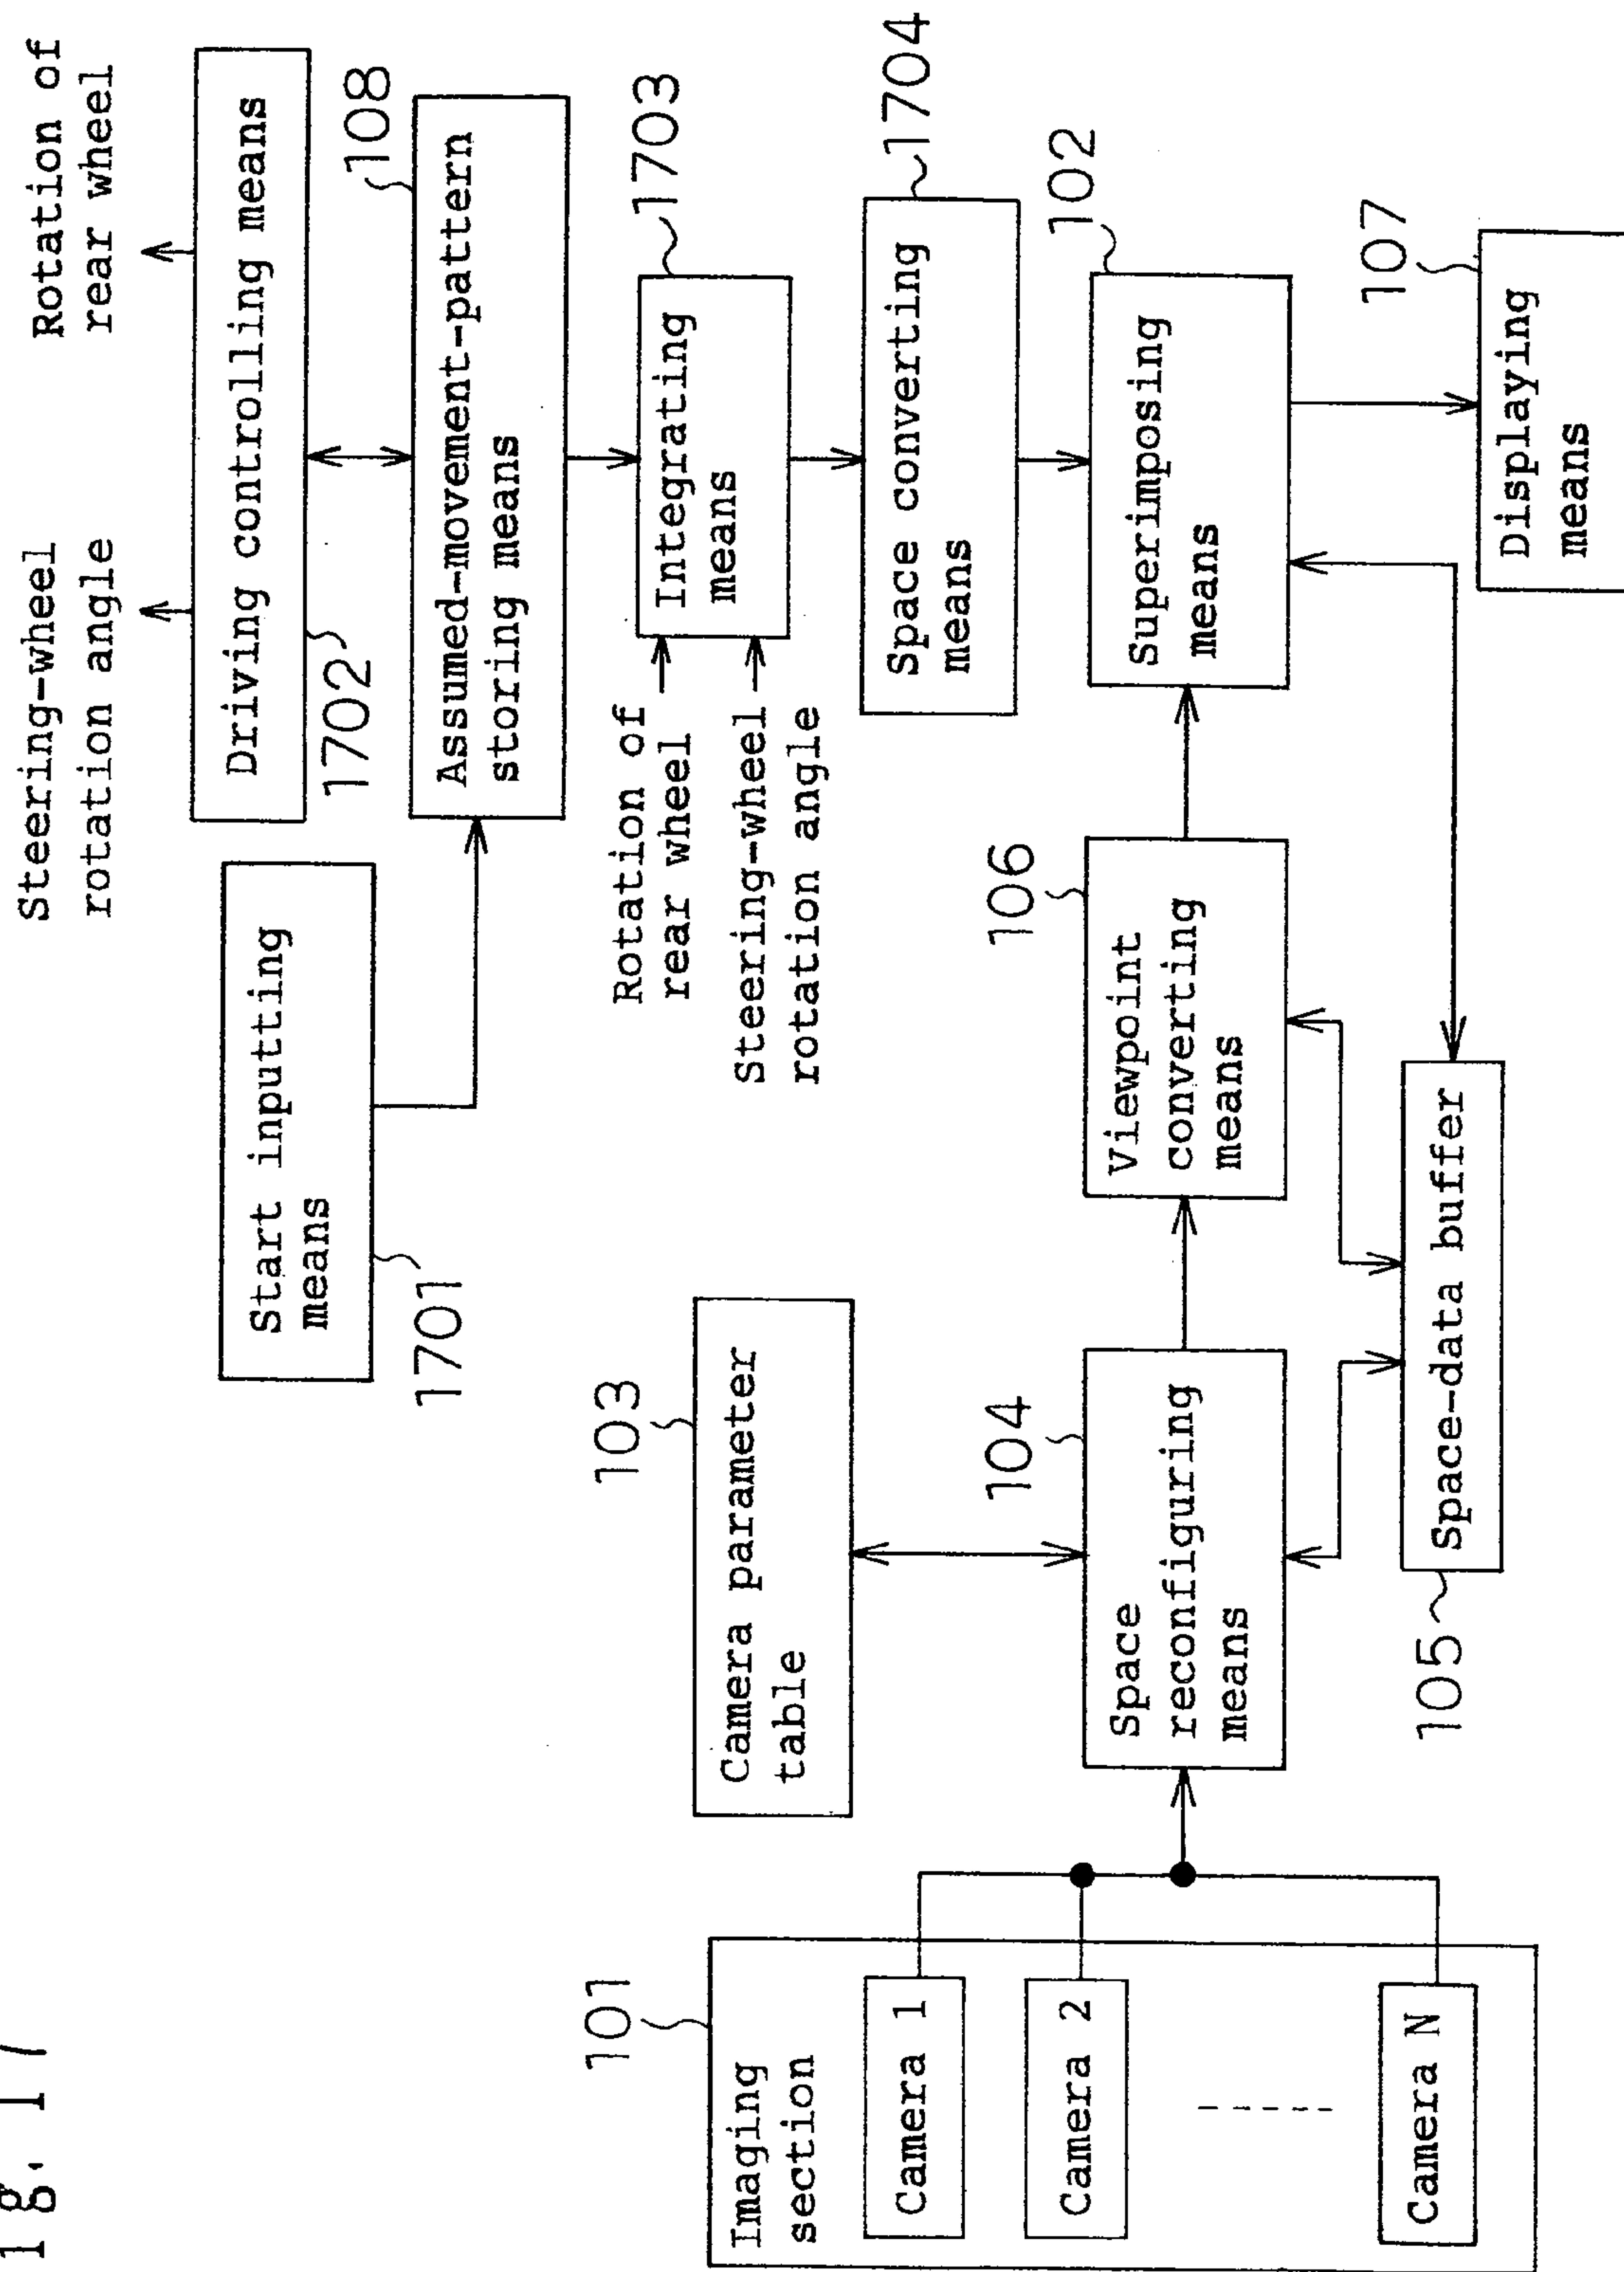 ig. 17
Steering-wheel
rotation angle
Rotation of
rear wheel
Driving controlling means
1702
Start inputting
means
1701
108
Assumed-movement-pattern
storing means
Rotation of
rear wheel
Steering-wheel
rotation angle
Integrating
means
1703
103
Camera parameter
table
Space converting
means
1704
101
Imaging
section
Camera 1
Camera 2
Camera N
104
Space
reconfiguring
means
106
Viewpoint
converting
means
102
Superimposing
means
105
Space-data buffer
107
Displaying
means